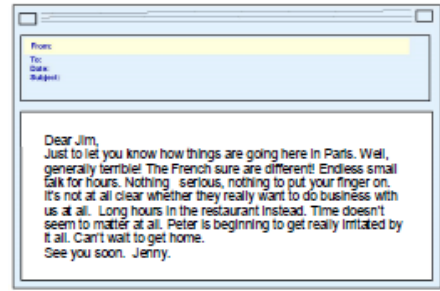 From:
To:
Date:
Subject:
Dear Jim,
Just to let you know how things are going here in Paris. Well,
generally terrible! The French sure are different! Endless small
talk for hours. Nothing serious, nothing to put your finger on.
It's not at all clear whether they really want to do business with
us at all. Long hours in the restaurant instead. Time doesn't
seem to matter at all. Peter is beginning to get really irritated by
it all. Can't wait to get home.
See you soon. Jenny.